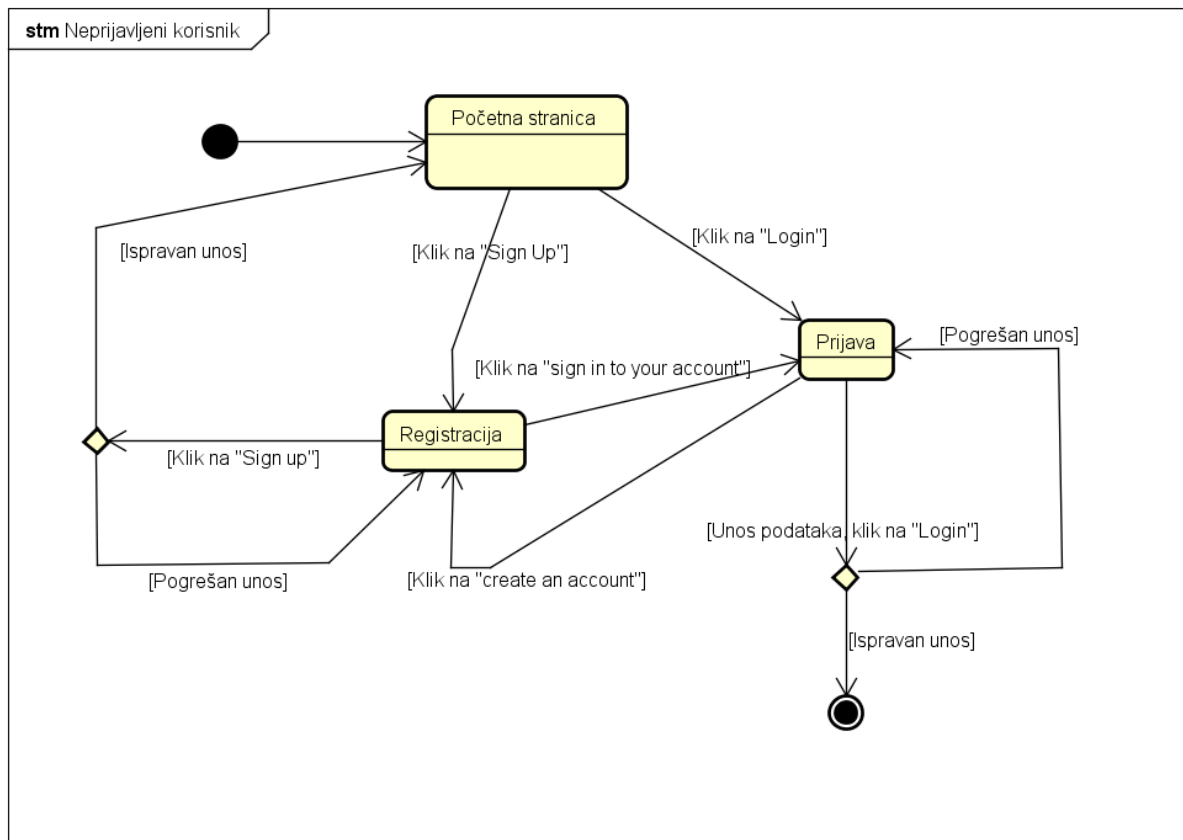 stm Neprijavljeni korisnik
Početna stranica
[Ispravan unos]
[Klik na "Sign Up"]
[Klik na "Login"]
Prijava
[Pogrešan unos]
[Klik na "sign in to your account"]
Registracija
[Klik na "Sign up"]
[Unos podataka, klik na "Login"]
[Pogrešan unos]
[Klik na "create an account"]
[Ispravan unos]